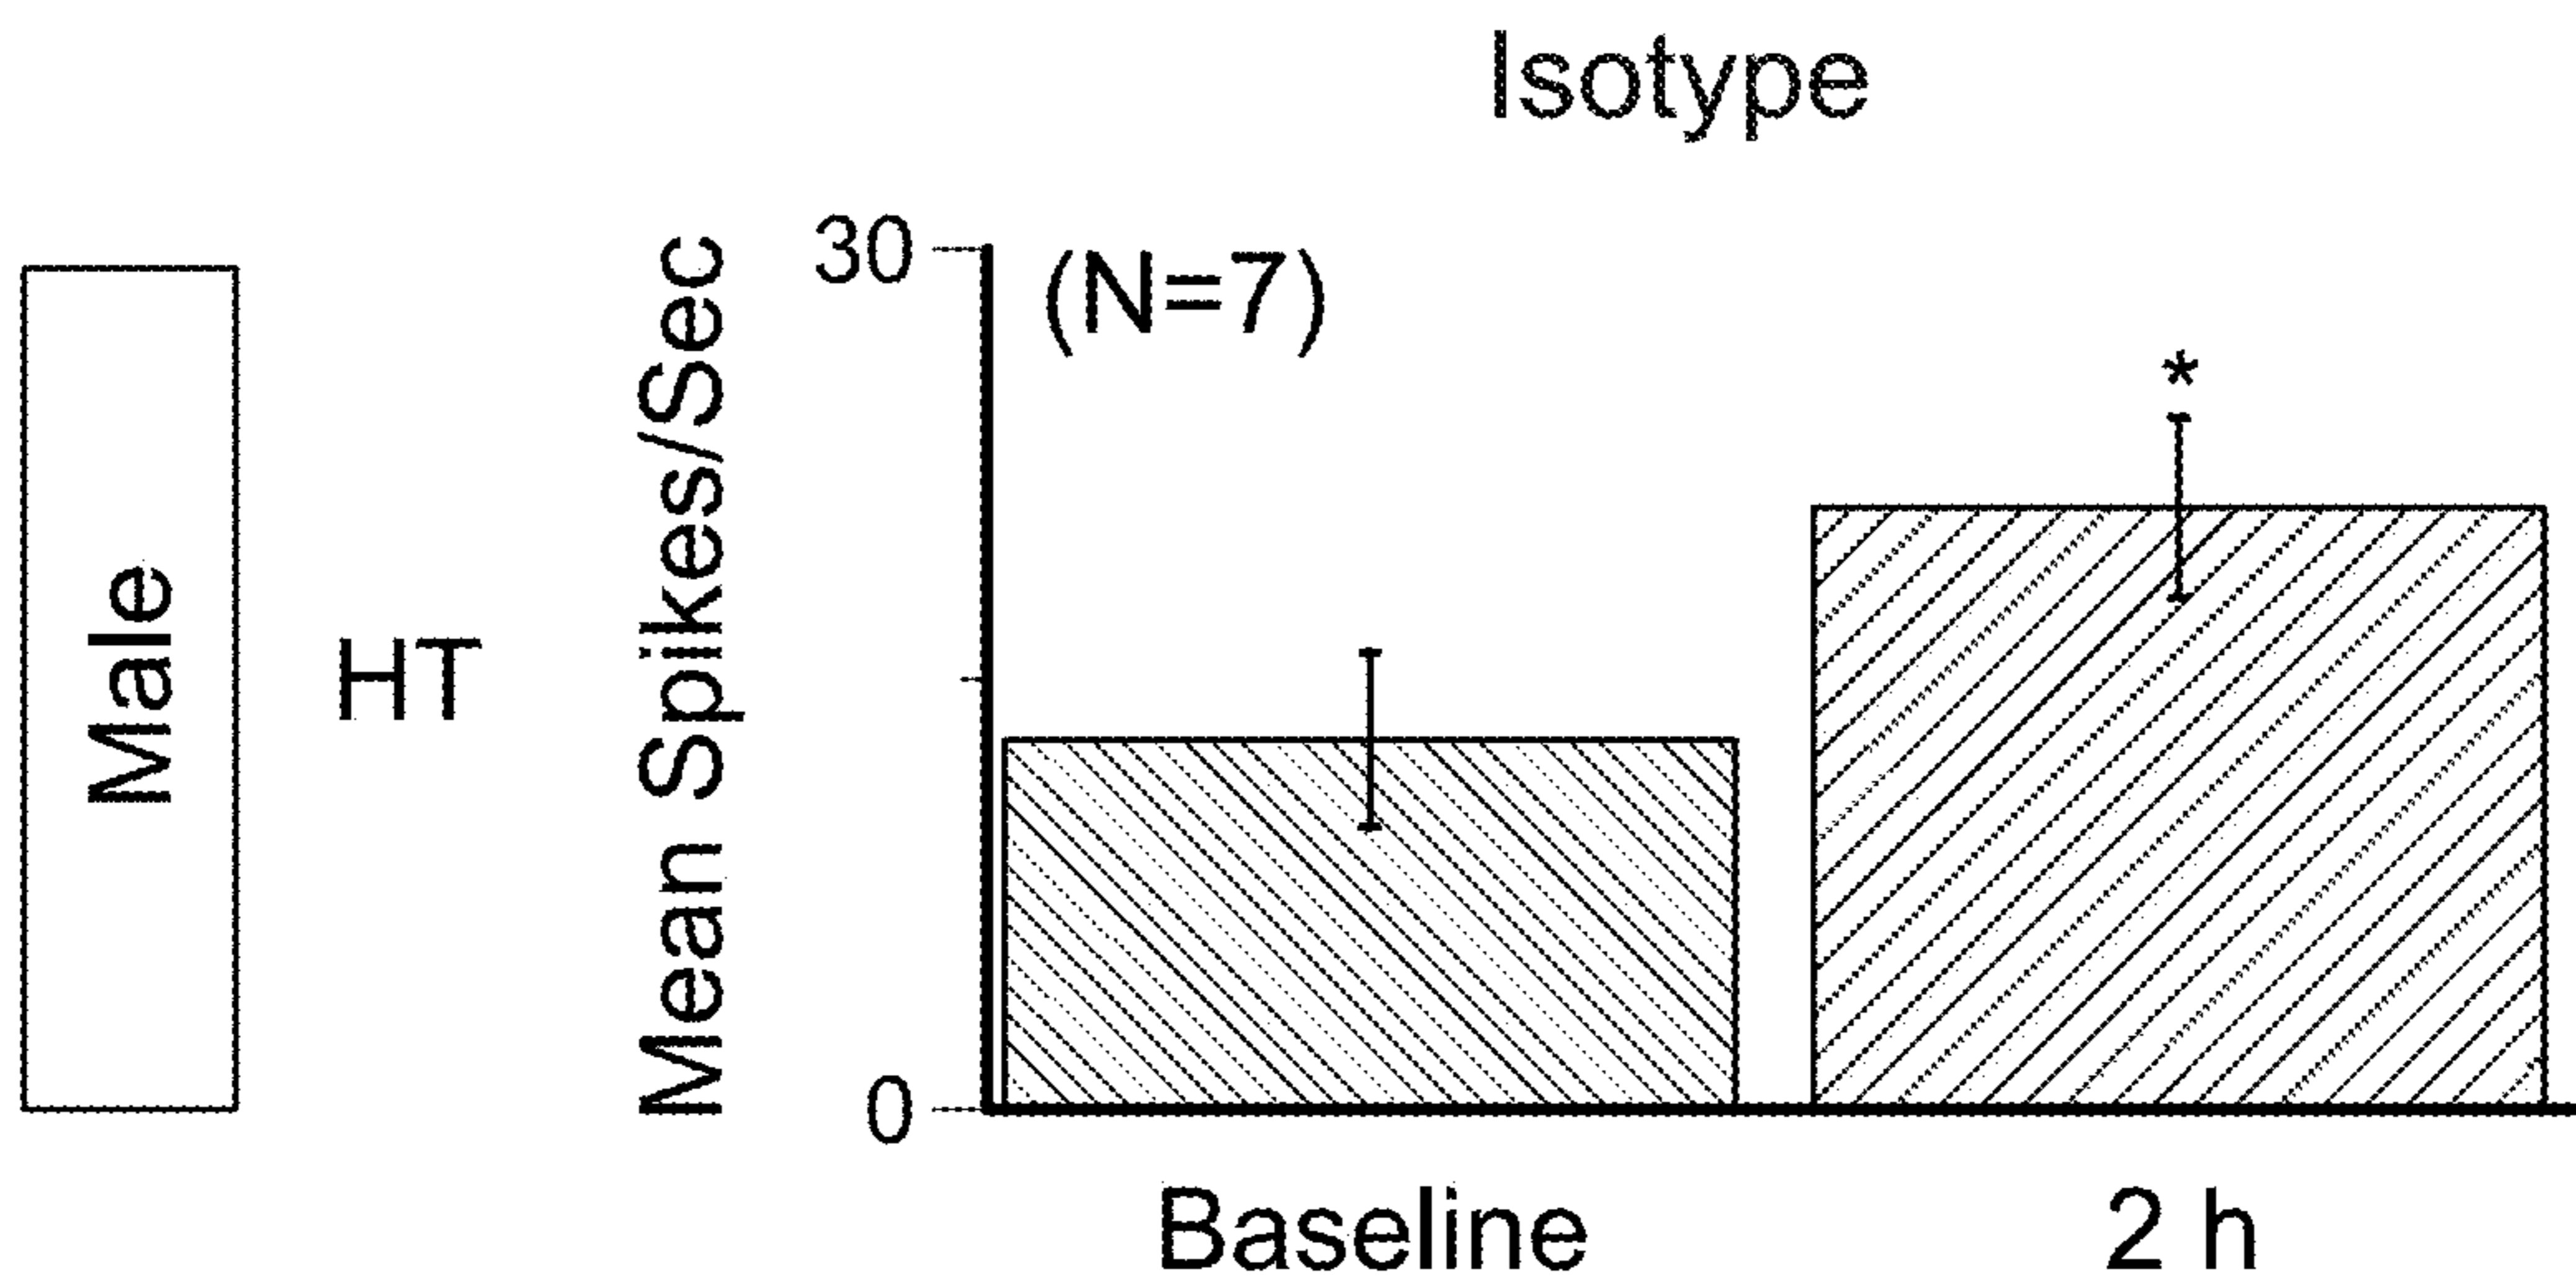 Isotype
Male
HT
Mean Spikes/Sec
30
(N=7)
*
0
Baseline
2 h